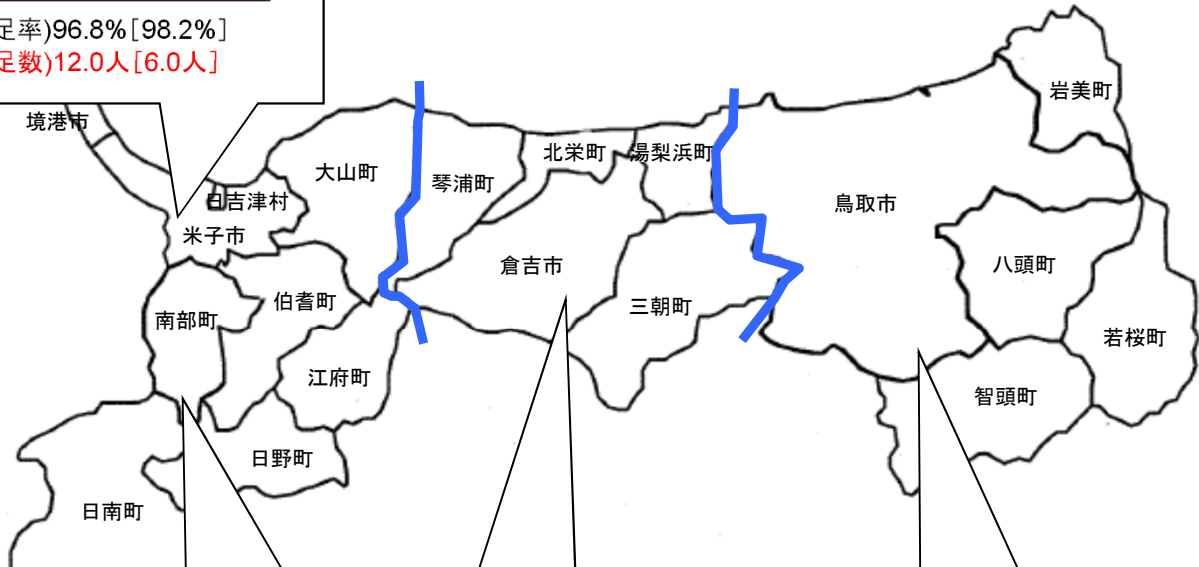 足率)96.8%[98.2%]
足数)12.0人[6.0人]
境港市
岩美町
大山町
琴浦町
北栄町
湯梨浜町
日吉津村
米子市
鳥取市
倉吉市
八頭町
伯耆町
三朝町
南部町
若桜町
江府町
智頭町
日野町
日南町